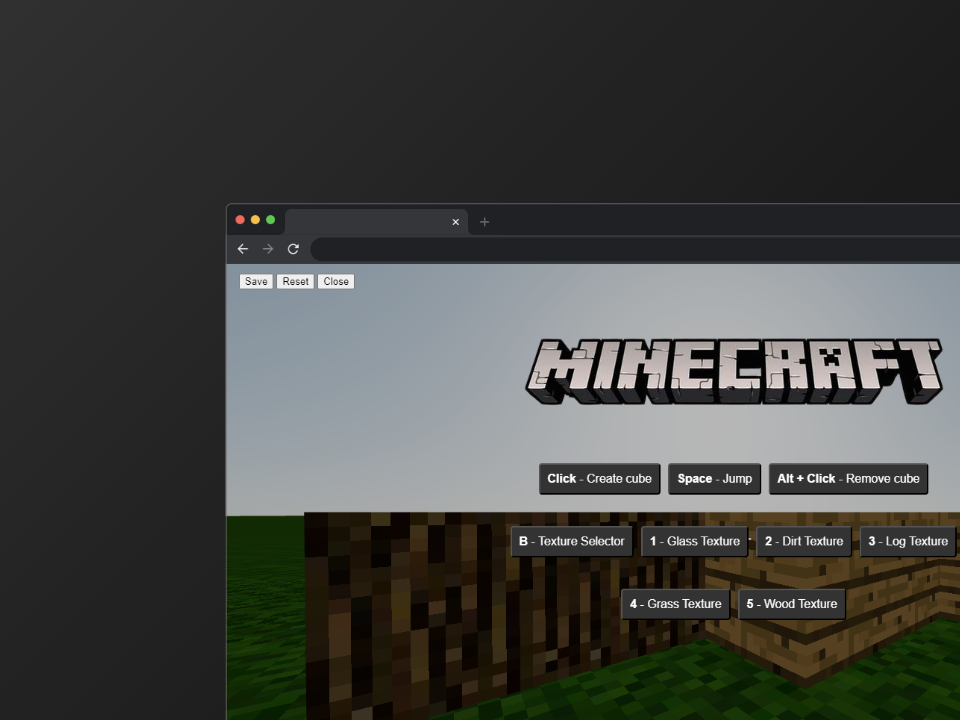 Save Reset Close
MINECRAFT
Click - Create cube Space - Jump Alt + Click - Remove cube
B - Texture Selector 1 - Glass Texture 2 - Dirt Texture 3 - Log Texture
4 - Grass Texture 5 - Wood Texture